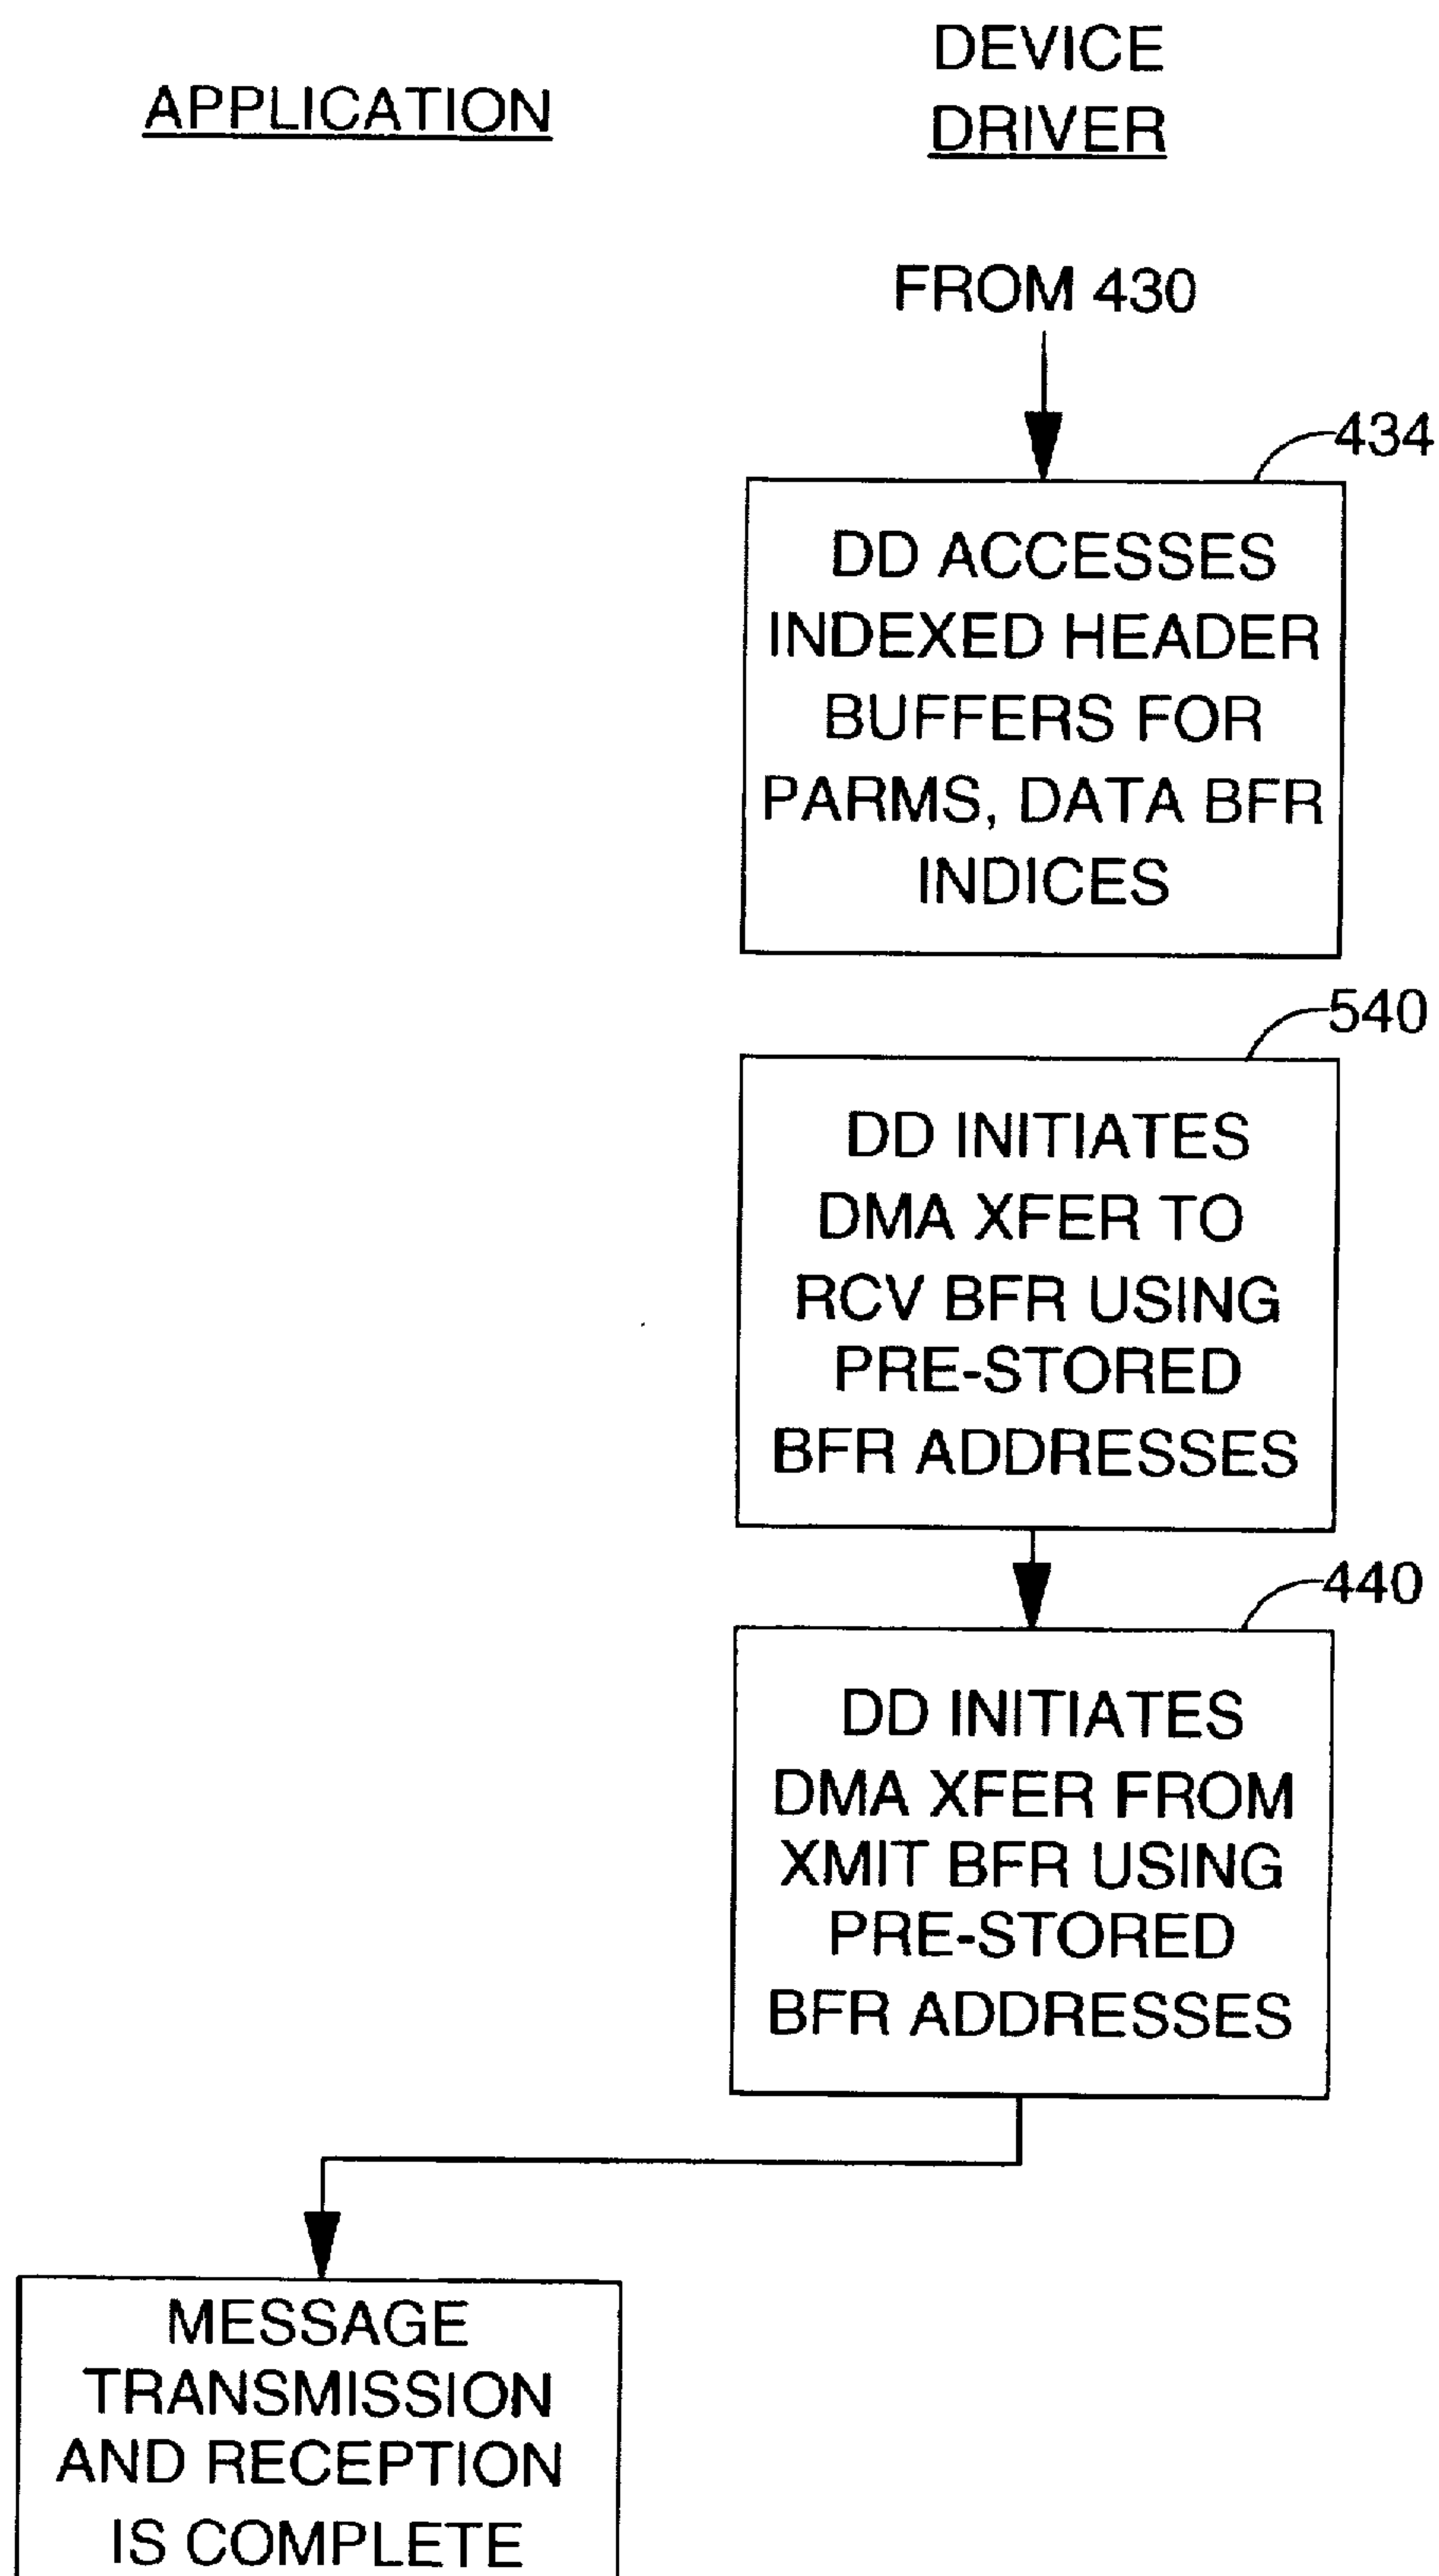 APPLICATION
DEVICE
DRIVER
FROM 430
434
DD ACCESSES
INDEXED HEADER
BUFFERS FOR
PARMS, DATA BFR
INDICES
540
DD INITIATES
DMA XFER TO
RCV BFR USING
PRE-STORED
BFR ADDRESSES
440
DD INITIATES
DMA XFER FROM
XMIT BFR USING
PRE-STORED
BFR ADDRESSES
MESSAGE
TRANSMISSION
AND RECEPTION
IS COMPLETE